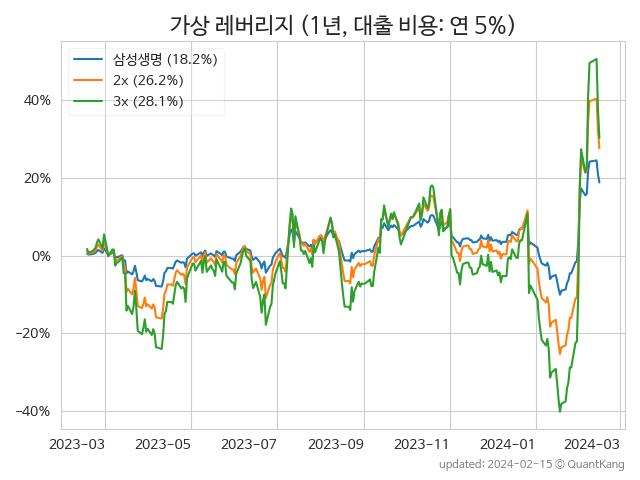 가상 레버리지 (1년, 대출 비용: 연 5%)
삼성생명 (18.2%)
2x (26.2%)
3x (28.1%)
40%
20%
0%
−20%
−40%
2023-03 2023-05 2023-07 2023-09 2023-11 2024-01 2024-03
updated: 2024-02-15 © QuantKang